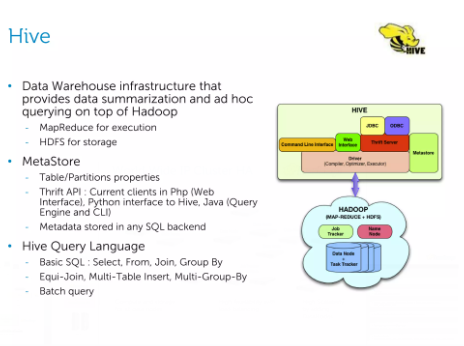 Hive
HIVE
• Data Warehouse infrastructure that
provides data summarization and ad hoc
querying on top of Hadoop
- MapReduce for execution
- HDFS for storage
• MetaStore
- Table/Partitions properties
- Thrift API : Current clients in Php (Web
Interface), Python interface to Hive, Java (Query
Engine and CLI)
- Metadata stored in any SQL backend
• Hive Query Language
- Basic SQL : Select, From, Join, Group By
- Equi-Join, Multi-Table Insert, Multi-Group-By
- Batch query
HIVE
JDBC
ODBC
Command Line Interface
Web
Interface
Thrift Server
Metastore
Driver
(Compiler, Optimizer, Executor)
HADOOP
(MAP-REDUCE + HDFS)
Job
Tracker
Name
Node
Data Node
+
Task Tracker